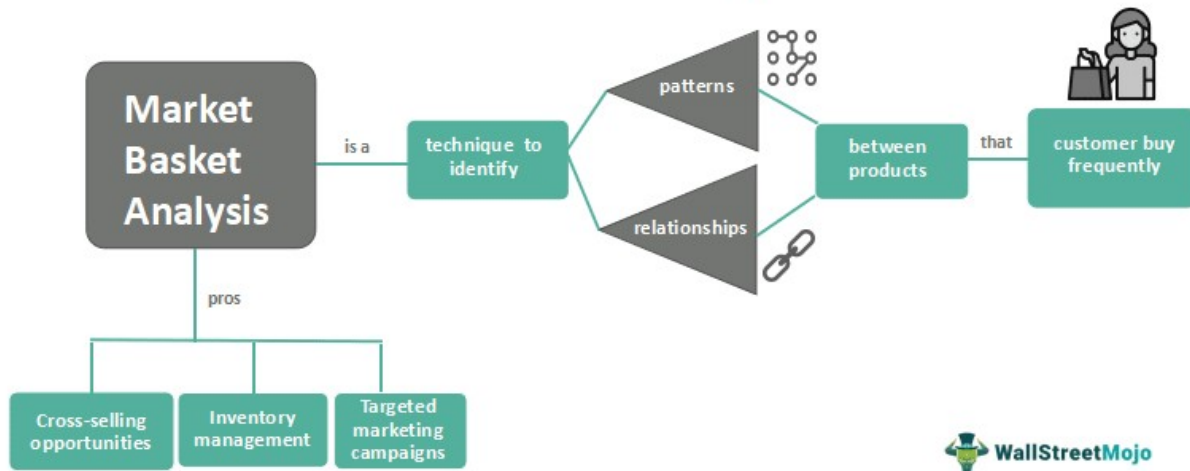 Market
Basket
Analysis
is a
technique to
identify
patterns
relationships
between
products
that
customer buy
frequently
pros
Cross-selling
opportunities
Inventory
management
Targeted
marketing
campaigns
WallStreetMojo